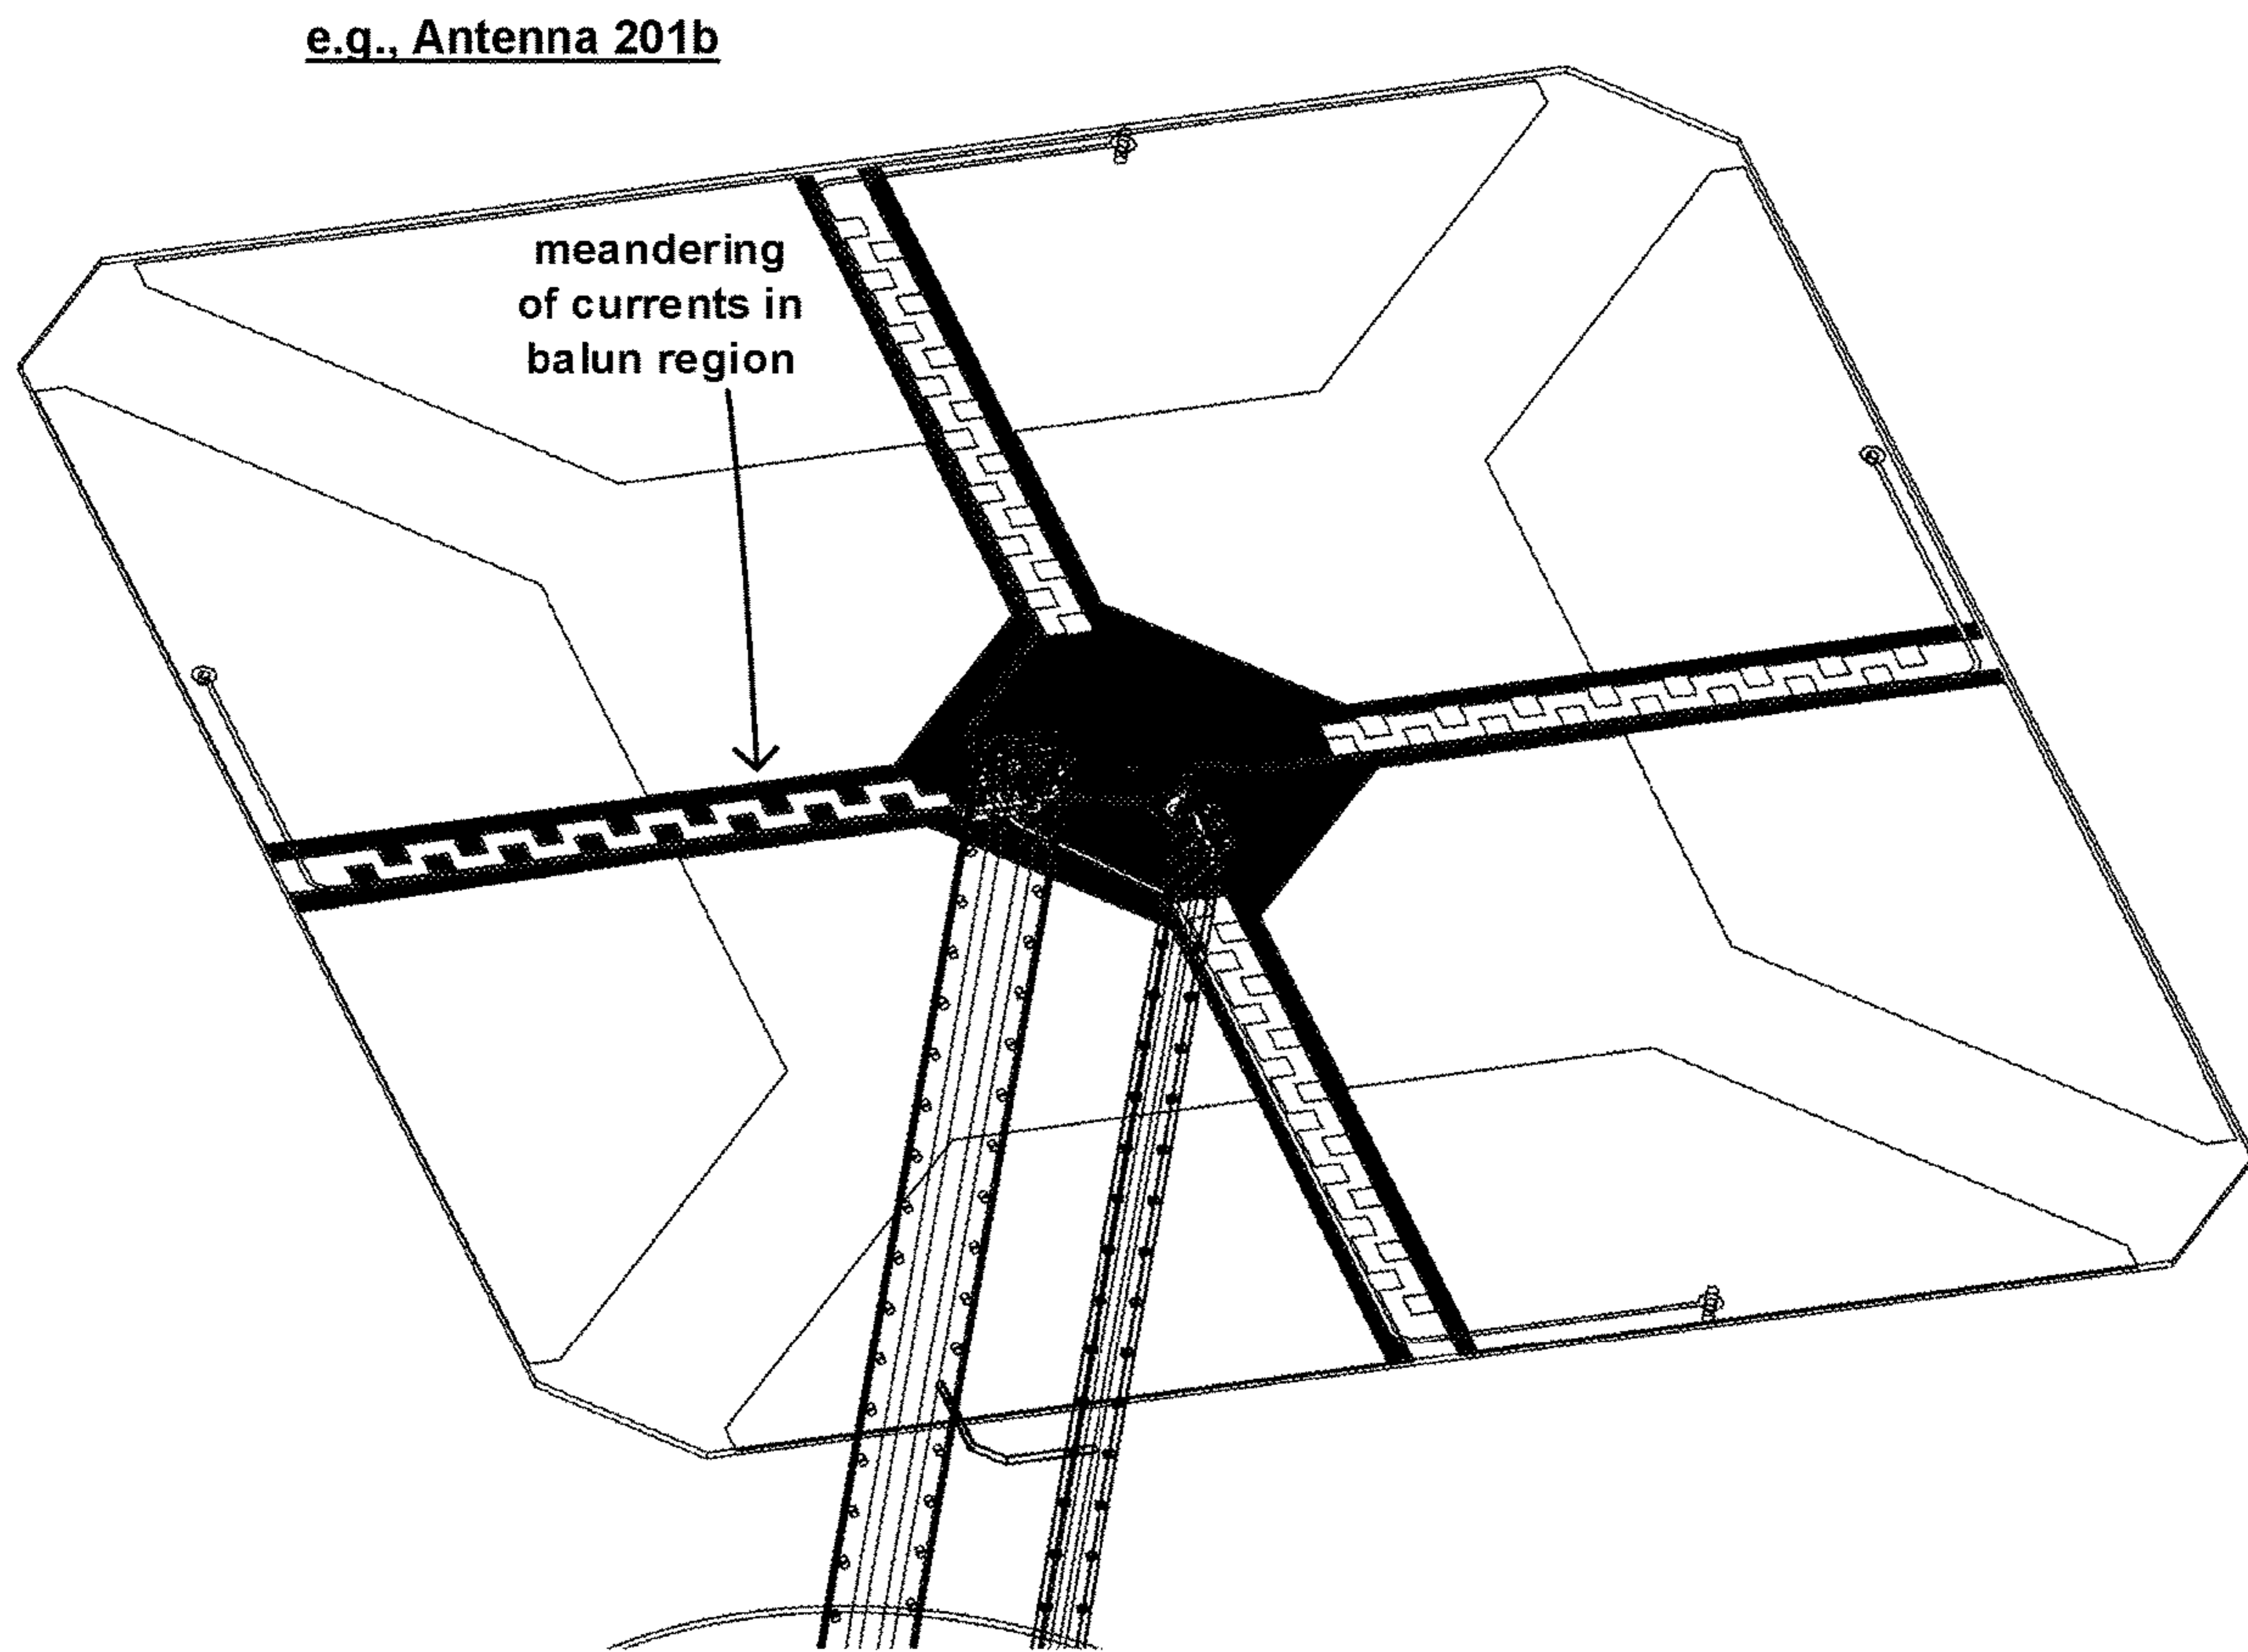 e.g., Antenna 201b
meandering
of currents in
balun region